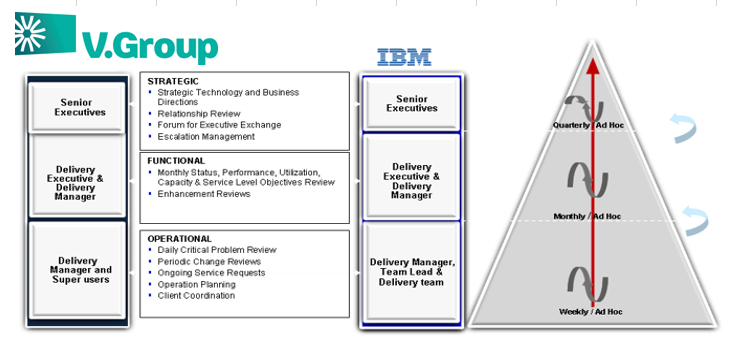 V.Group
IBM
Senior
Executives
Delivery
Executive &
Delivery
Manager
Delivery
Manager and
Super users
STRATEGIC
Strategic Technology and Business
Directions
Relationship Review
Forum for Executive Exchange
Escalation Management
FUNCTIONAL
Monthly Status, Performance, Utilization,
Capacity & Service Level Objectives Review
Enhancement Reviews
OPERATIONAL
Daily Critical Problem Review
Periodic Change Reviews
Ongoing Service Requests
Operation Planning
Client Coordination
Senior
Executives
Delivery
Executive &
Delivery
Manager
Delivery Manager,
Team Lead &
Delivery team
Quarterly / Ad Hoc
Monthly / Ad Hoc
Weekly / Ad Hoc